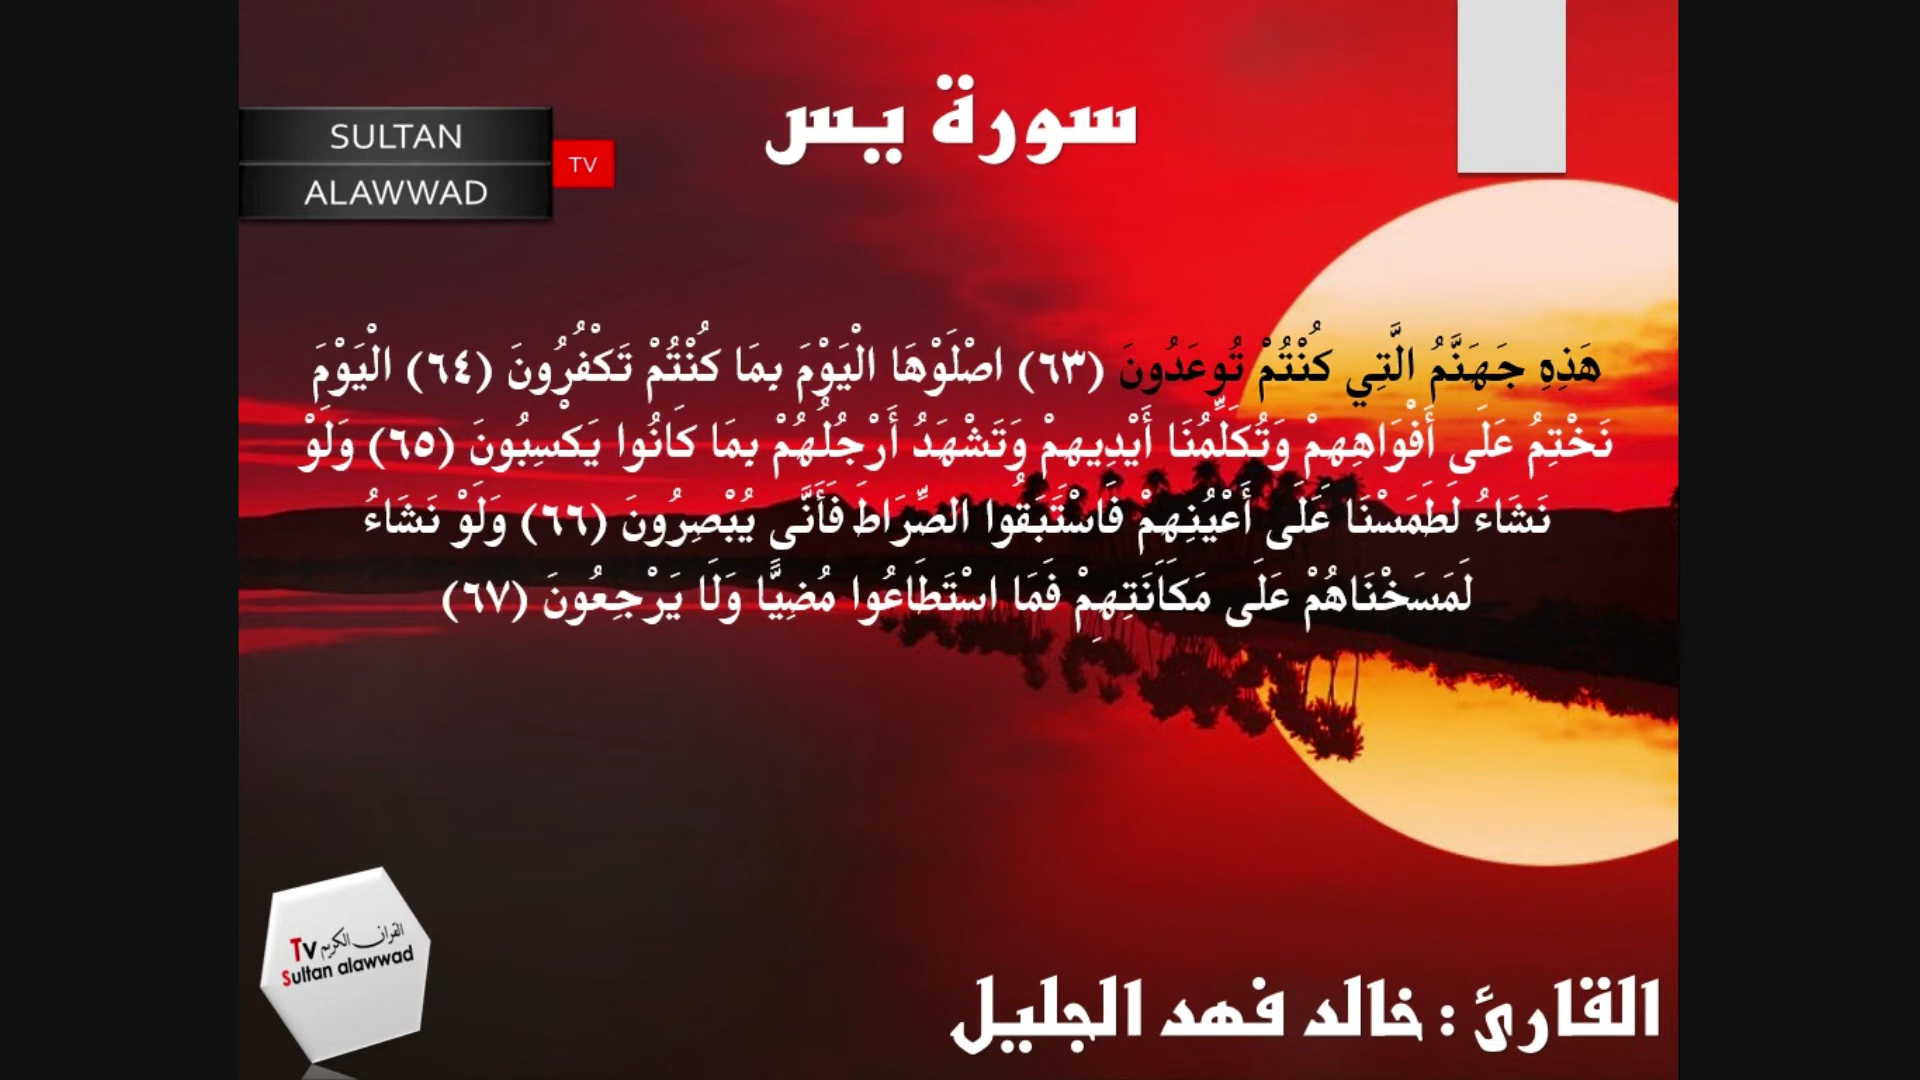 سورة يس
SULTAN
ALAWWAD
TV
هَذِهِ جَهَنَّمُ الَّتِي كُنْتُمْ تُوعَدُونَ (٦٣) اصْلَوْهَا الْيَوْمَ بِمَا كُنْتُمْ تَكْفُرُونَ (٦٤) الْيَوْمَ
نَخْتِمُ عَلَى أَفْوَاهِهِمْ وَتُكَلِّمُنَا أَيْدِيهِمْ وَتَشْهَدُ أَرْجُلُهُمْ بِمَا كَانُوا يَكْسِبُونَ (٦٥) وَلَوْ
نَشَاءُ لَطَمَسْنَا عَلَى أَعْيُنِهِمْ فَاسْتَبَقُوا الصِّرَاطَ فَأَنَّى يُبْصِرُونَ (٦٦) وَلَوْ نَشَاءُ
لَمَسَخْنَاهُمْ عَلَى مَكَانَتِهِمْ فَمَا اسْتَطَاعُوا مُضِيًّا وَلَا يَرْجِعُونَ (٦٧)
القران الكريم Tv
Sultan alawwad
القارئ : خالد فهد الجليل